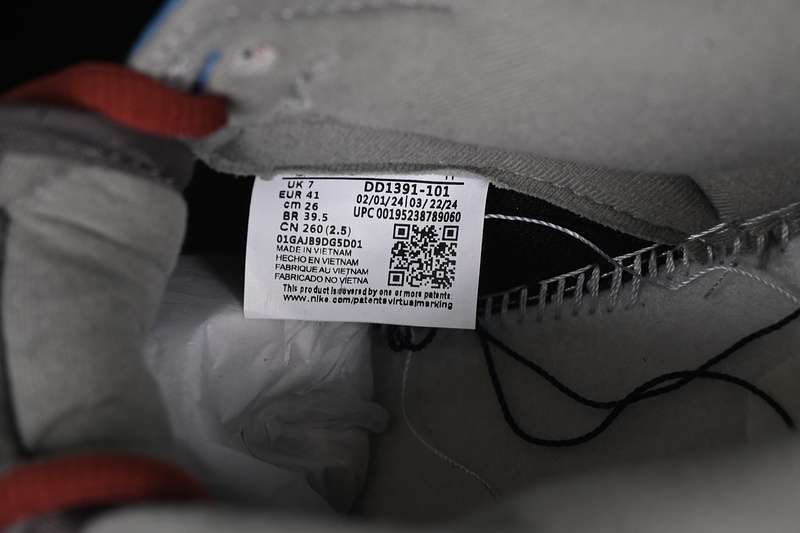 UK 7
EUR 41
cm 26
BR 39.5
CN 260 (2.5)
01GAJB9DG5D01
MADE IN VIETNAM
HECHO EN VIETNAM
FABRIQUE AU VIETNAM
FABRICADO NO VIETNA
DD1391-101
02/01/24|03/22/24
UPC 00195238789060
This product is covered by one or more patents
www.nike.com/patentsvirtualmarking